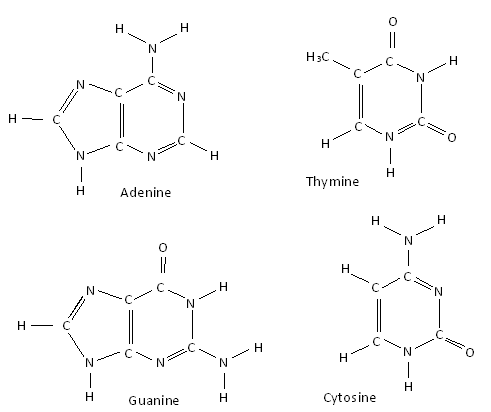 H H
N
N C C N
H C
N C N C H
H
Adenine
O
H₃C C H
C N
C C
H N O
H
Thymine
O
N C C N H
H C
N C N C N H
H H
Guanine
H H
N
H C
C N
C C
H N O
H
Cytosine